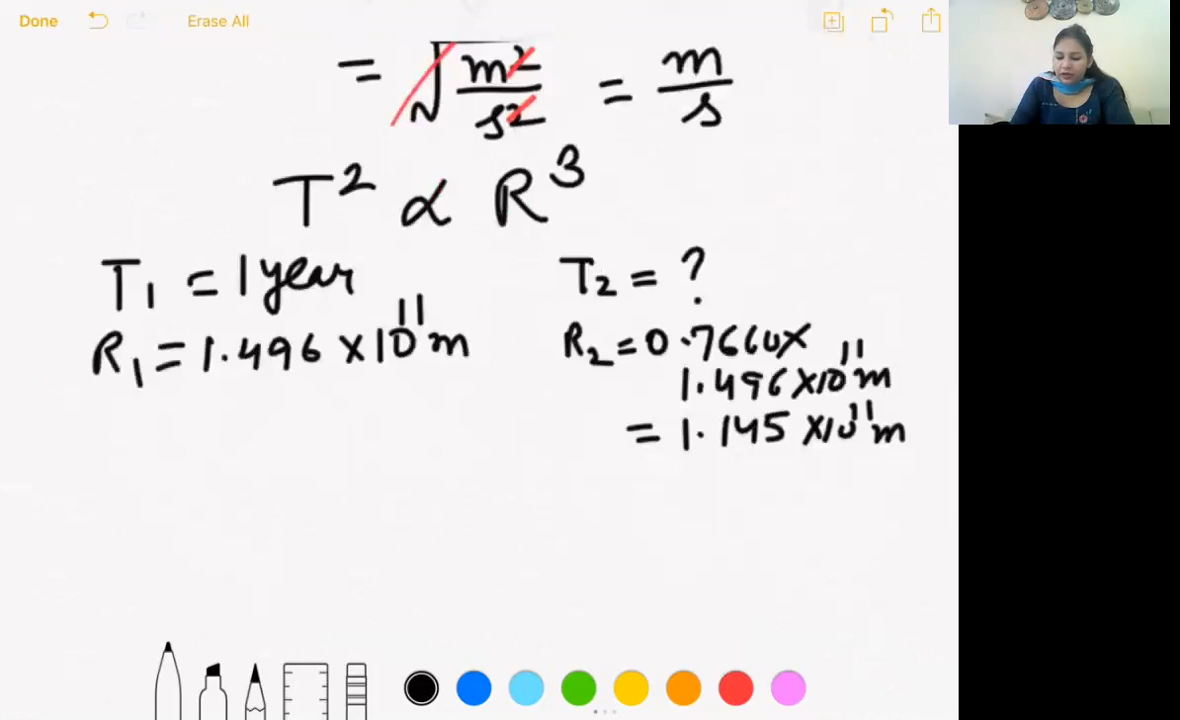 Done Erase All
= √m²/s² = m/s
T² ∝ R³
T₁ = 1 year T₂ = ?
R₁ = 1.496 × 10¹¹ m R₂ = 0.7660 ×
1.496 × 10¹¹ m
= 1.145 × 10¹¹ m